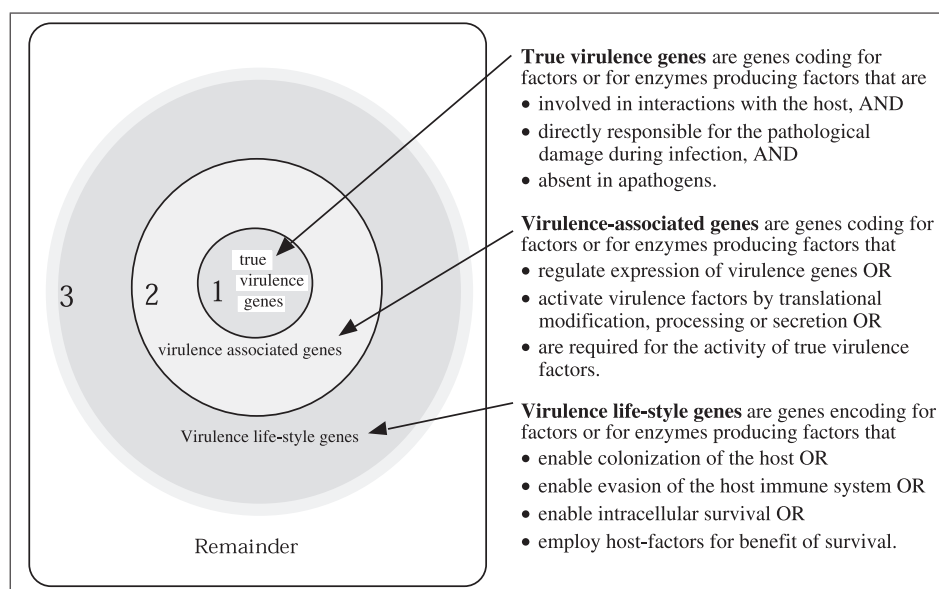 True virulence genes are genes coding for
factors or for enzymes producing factors that are
• involved in interactions with the host, AND
• directly responsible for the pathological
damage during infection, AND
• absent in apathogens.
Virulence-associated genes are genes coding for
factors or for enzymes producing factors that
• regulate expression of virulence genes OR
• activate virulence factors by translational
modification, processing or secretion OR
• are required for the activity of true virulence
factors.
Virulence life-style genes are genes encoding for
factors or for enzymes producing factors that
• enable colonization of the host OR
• enable evasion of the host immune system OR
• enable intracellular survival OR
• employ host-factors for benefit of survival.
3
2
1
true
virulence
genes
virulence associated genes
Virulence life-style genes
Remainder